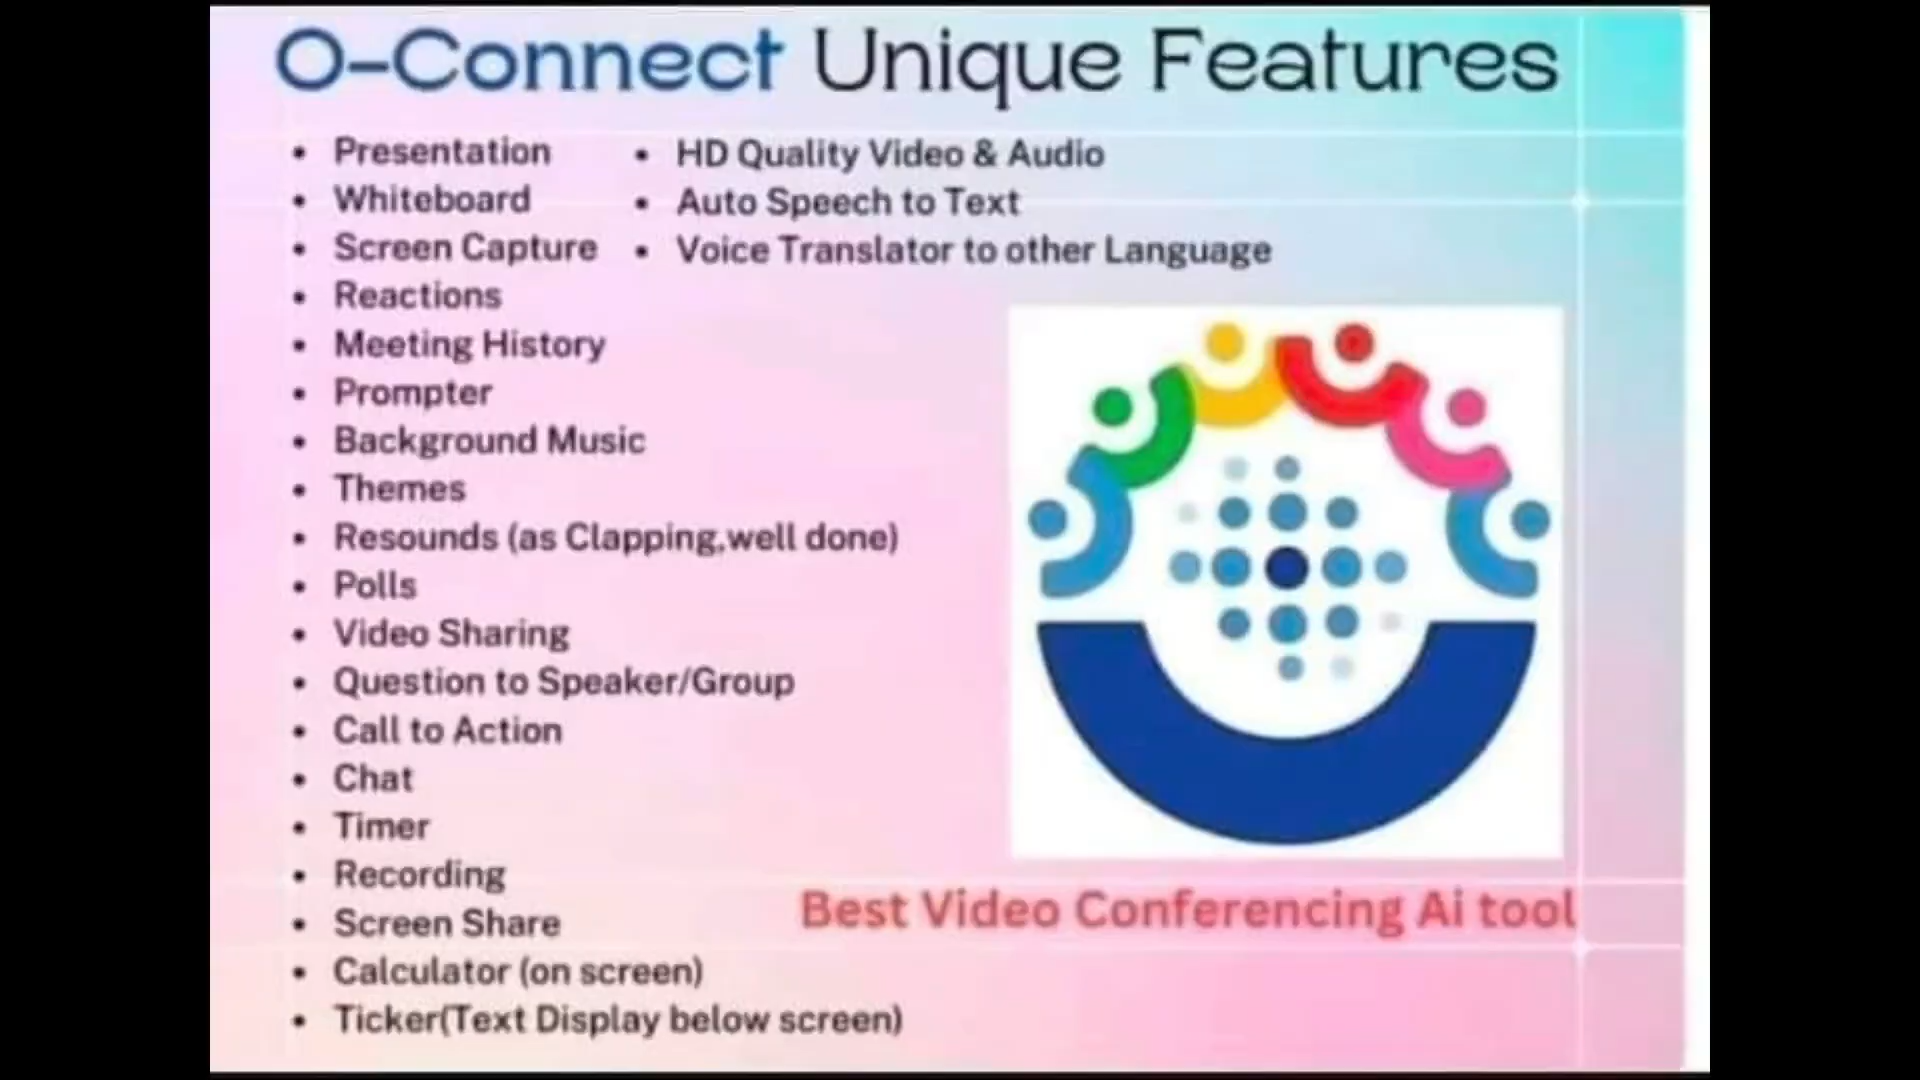 O-Connect Unique Features
• Presentation
• Whiteboard
• Screen Capture
• Reactions
• Meeting History
• Prompter
• Background Music
• Themes
• Resounds (as Clapping,well done)
• Polls
• Video Sharing
• Question to Speaker/Group
• Call to Action
• Chat
• Timer
• Recording
• Screen Share
• Calculator (on screen)
• Ticker(Text Display below screen)
• HD Quality Video & Audio
• Auto Speech to Text
• Voice Translator to other Language
Best Video Conferencing Ai tool